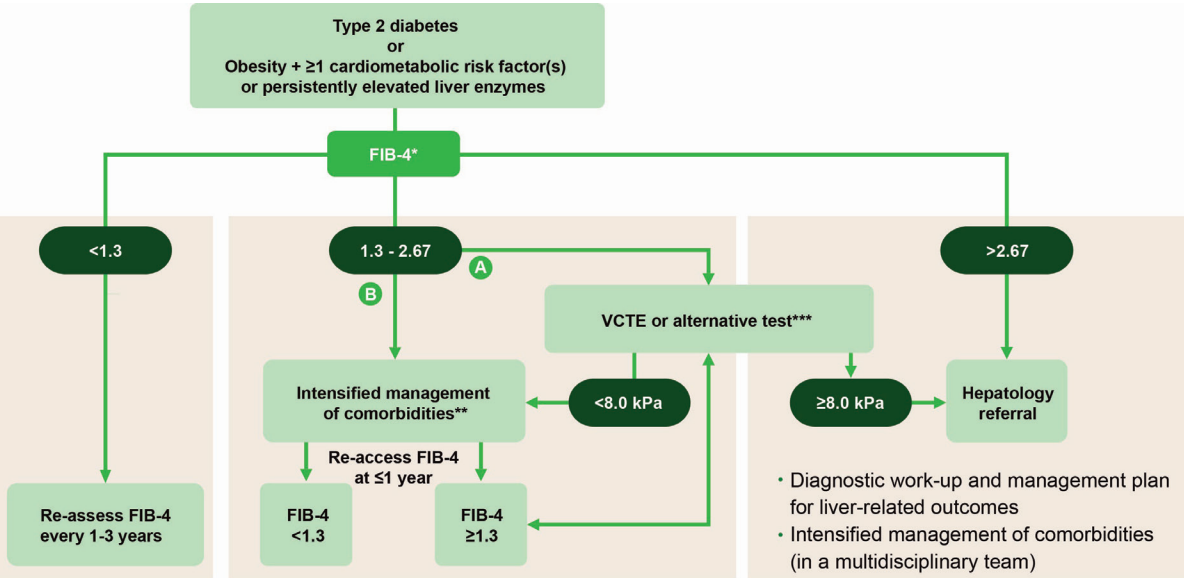 Type 2 diabetes
or
Obesity + ≥1 cardiometabolic risk factor(s)
or persistently elevated liver enzymes
FIB-4*
<1.3
1.3 - 2.67
>2.67
A
B
VCTE or alternative test***
Intensified management
of comorbidities**
<8.0 kPa
≥8.0 kPa
Hepatology
referral
Re-access FIB-4
at ≤1 year
Re-assess FIB-4
every 1-3 years
FIB-4
<1.3
FIB-4
≥1.3
• Diagnostic work-up and management plan
for liver-related outcomes
• Intensified management of comorbidities
(in a multidisciplinary team)